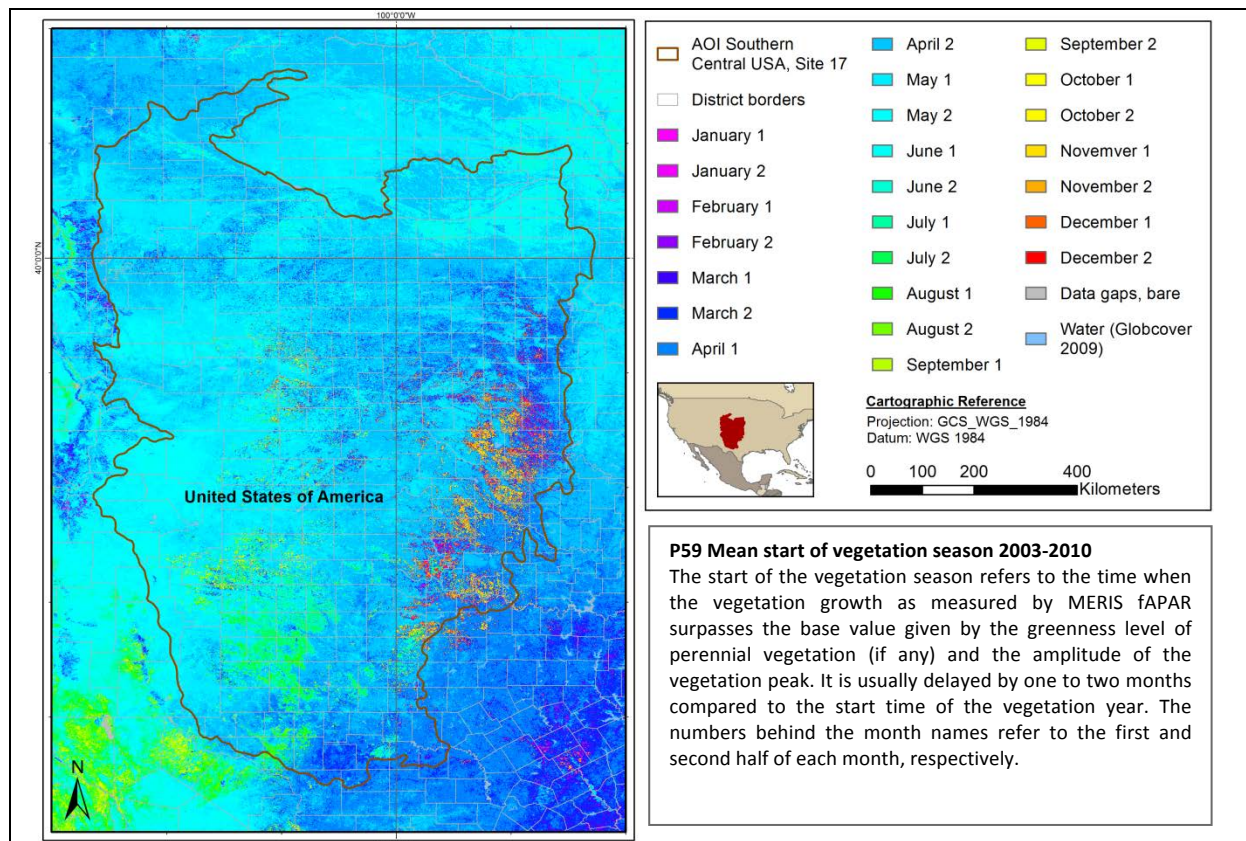 100°0'0"W
40°0'0"N
United States of America
N
AOI Southern
Central USA, Site 17
District borders
January 1
January 2
February 1
February 2
March 1
March 2
April 1
April 2
May 1
May 2
June 1
June 2
July 1
July 2
August 1
August 2
September 1
September 2
October 1
October 2
Novemver 1
November 2
December 1
December 2
Data gaps, bare
Water (Globcover
2009)
Cartographic Reference
Projection: GCS_WGS_1984
Datum: WGS 1984
0 100 200 400
Kilometers
P59 Mean start of vegetation season 2003-2010
The start of the vegetation season refers to the time when
the vegetation growth as measured by MERIS fAPAR
surpasses the base value given by the greenness level of
perennial vegetation (if any) and the amplitude of the
vegetation peak. It is usually delayed by one to two months
compared to the start time of the vegetation year. The
numbers behind the month names refer to the first and
second half of each month, respectively.